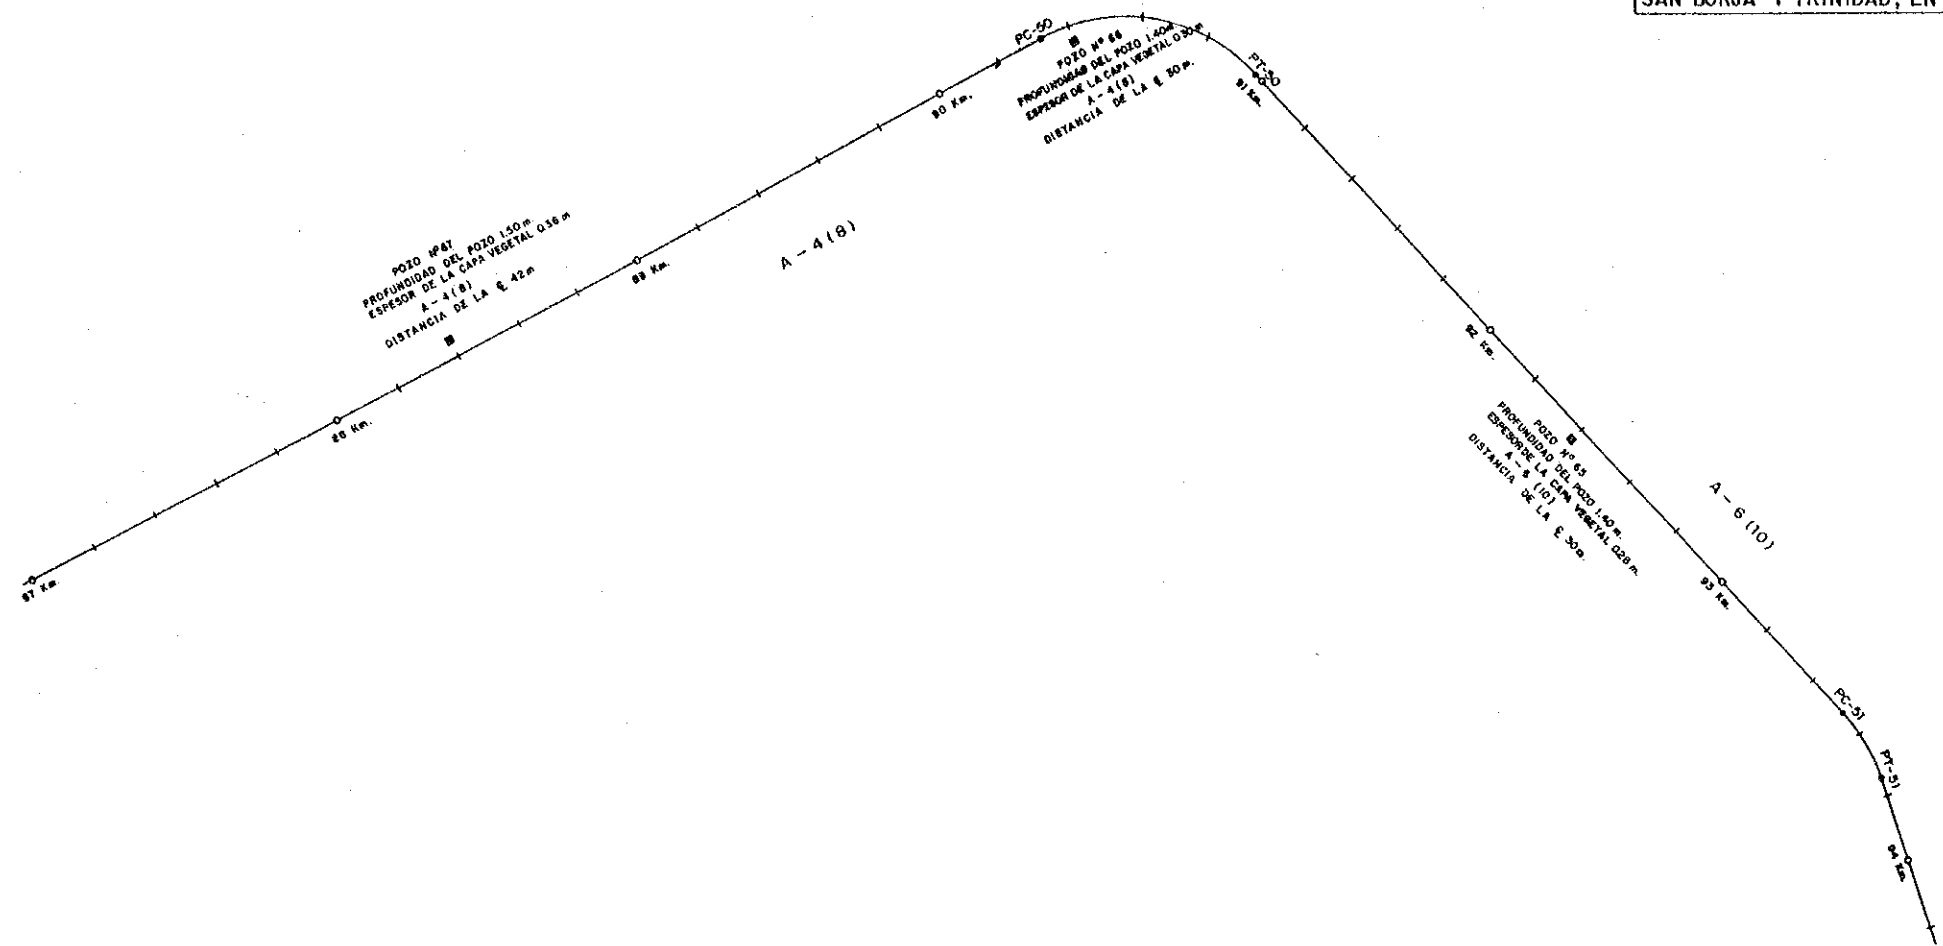 SAN BORJA Y TRINIDAD, EN
PC-50
POZO Nº 66
PROFUNDIDAD DEL POZO 1.40m
ESPESOR DE LA CAPA VEGETAL 0.30m
A-4(8)
DISTANCIA DE LA ℄ 30 m.
PT-50
91 Km.
90 Km.
POZO Nº67
PROFUNDIDAD DEL POZO 1.50 m.
ESPESOR DE LA CAPA VEGETAL 0.36 m
A-4(8)
DISTANCIA DE LA ℄ 42 m
A-4(8)
Km.
Km.
87 Km.
92 Km.
POZO Nº 65
PROFUNDIDAD DEL POZO 1.40 m.
ESPESOR DE LA CAPA VEGETAL 0.28 m.
A-6 (10)
DISTANCIA DE LA ℄ 30 m.
A-6 (10)
93 Km.
PC-51
PT-51
94 Km.